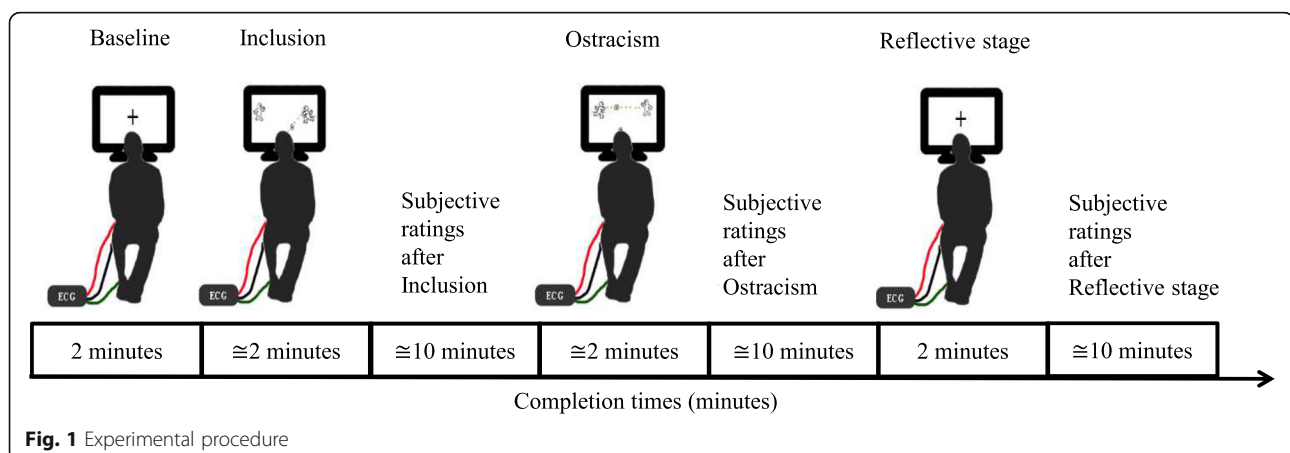 Baseline Inclusion Ostracism Reflective stage
Subjective
ratings
after
Inclusion
Subjective
ratings
after
Ostracism
Subjective
ratings
after
Reflective stage
ECG ECG ECG ECG
2 minutes ≅2 minutes ≅10 minutes ≅2 minutes ≅10 minutes 2 minutes ≅10 minutes
Completion times (minutes)
Fig. 1 Experimental procedure